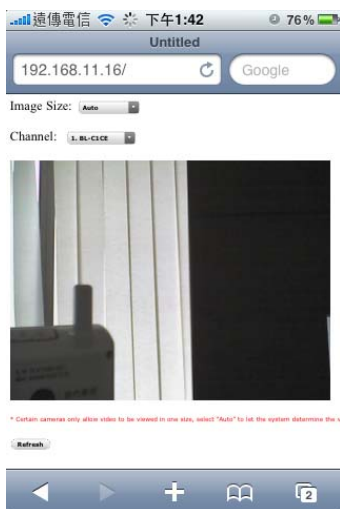 遠傳電信 下午1:42 76%
Untitled
192.168.11.16/ Google
Image Size: Auto
Channel: 1. BL-C1CE
* Certain cameras only allow video to be viewed in one size, select "Auto" to let the system determine the v
Refresh
2